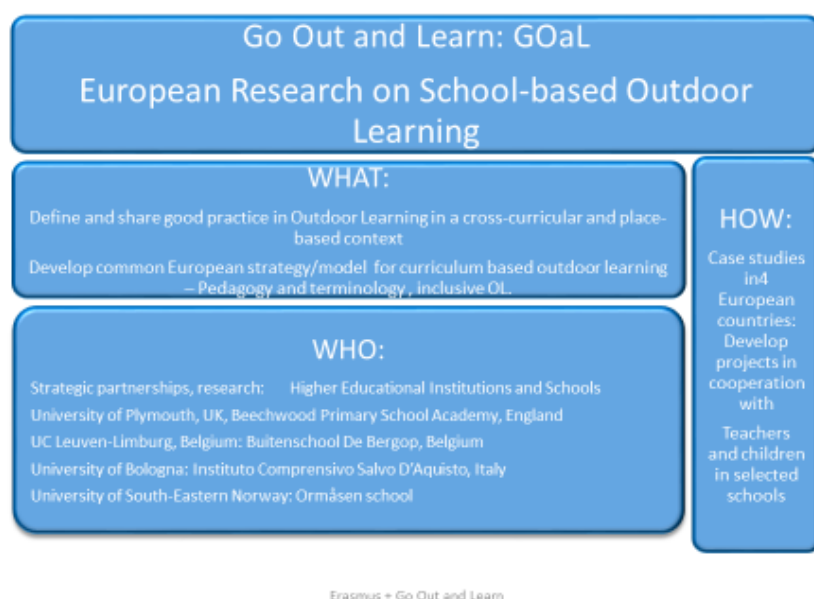 Go Out and Learn: GOaL
European Research on School-based Outdoor
Learning
WHAT:
Define and share good practice in Outdoor Learning in a cross-curricular and place-
based context
Develop common European strategy/model for curriculum based outdoor learning
– Pedagogy and terminology , inclusive OL.
WHO:
Strategic partnerships, research: Higher Educational Institutions and Schools
University of Plymouth, UK, Beechwood Primary School Academy, England
UC Leuven-Limburg, Belgium: Buitenschool De Bergop, Belgium
University of Bologna: Instituto Comprensivo Salvo D'Aquisto, Italy
University of South-Eastern Norway: Ormåsen school
HOW:
Case studies
in4
European
countries:
Develop
projects in
cooperation
with
Teachers
and children
in selected
schools
Erasmus + Go Out and Learn